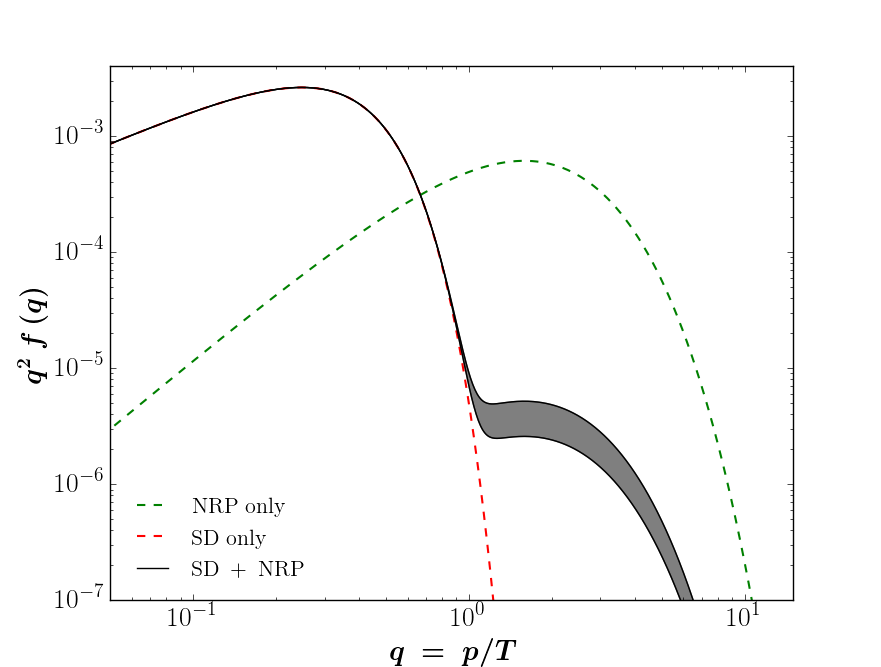 10⁻³
10⁻⁴
10⁻⁵
10⁻⁶
10⁻⁷
q² f (q)
NRP only
SD only
SD + NRP
10⁻¹ 10⁰ 10¹
q = p/T